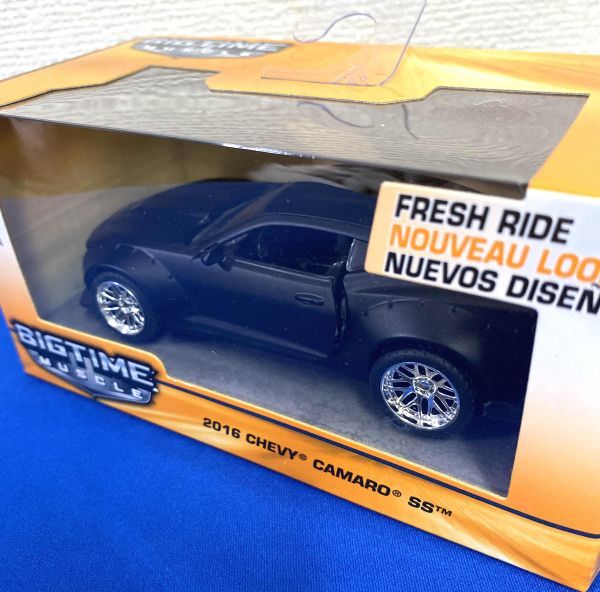 BIGTIME
MUSCLE
FRESH RIDE
NOUVEAU LOO
NUEVOS DISEÑ
BIGTIME
MUSCLE
2016 CHEVY® CAMARO® SS™